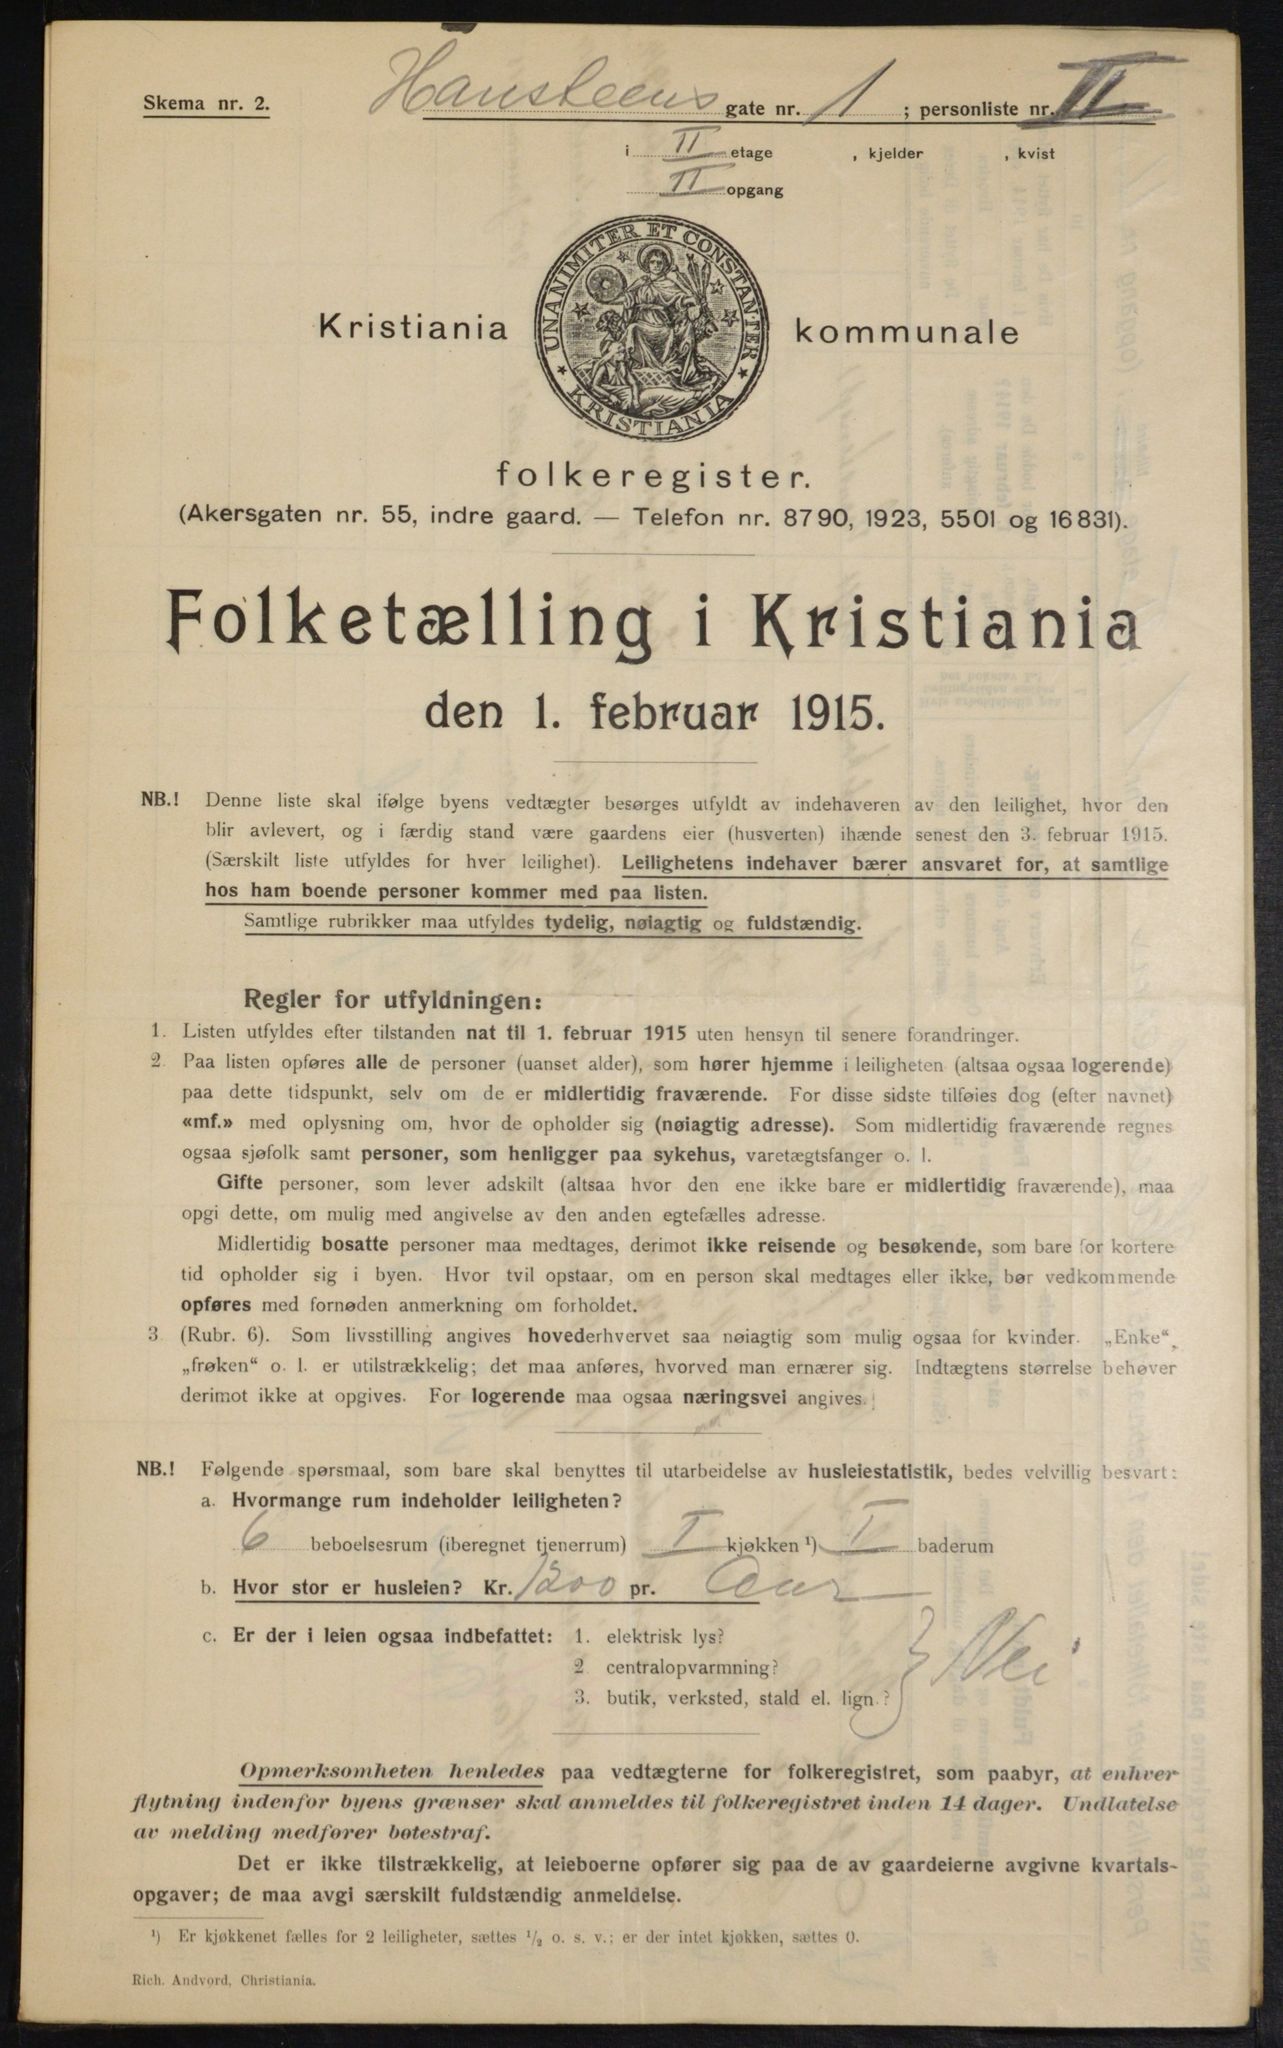 Skema nr. 2.
Hansteens gate nr. 1 ; personliste nr. II
i II etage , kjelder , kvist
II opgang
UNANIMITER ET CONSTANTER
KRISTIANIA
Kristiania kommunale
folkeregister.
(Akersgaten nr. 55, indre gaard. — Telefon nr. 8790, 1923, 5501 og 16831).
Folketælling i Kristiania
den 1. februar 1915.
NB.! Denne liste skal ifølge byens vedtægter besørges utfyldt av indehaveren av den leilighet, hvor den
blir avlevert, og i færdig stand være gaardens eier (husverten) ihænde senest den 3. februar 1915.
(Særskilt liste utfyldes for hver leilighet). Leilighetens indehaver bærer ansvaret for, at samtlige
hos ham boende personer kommer med paa listen.
Samtlige rubrikker maa utfyldes tydelig, nøiagtig og fuldstændig.
Regler for utfyldningen:
1. Listen utfyldes efter tilstanden nat til 1. februar 1915 uten hensyn til senere forandringer.
2. Paa listen opføres alle de personer (uanset alder), som hører hjemme i leiligheten (altsaa ogsaa logerende)
paa dette tidspunkt, selv om de er midlertidig fraværende. For disse sidste tilføies dog (efter navnet)
«mf.» med oplysning om, hvor de opholder sig (nøiagtig adresse). Som midlertidig fraværende regnes
ogsaa sjøfolk samt personer, som henligger paa sykehus, varetægtsfanger o. l.
Gifte personer, som lever adskilt (altsaa hvor den ene ikke bare er midlertidig fraværende), maa
opgi dette, om mulig med angivelse av den anden egtefælles adresse.
Midlertidig bosatte personer maa medtages, derimot ikke reisende og besøkende, som bare for kortere
tid opholder sig i byen. Hvor tvil opstaar, om en person skal medtages eller ikke, bør vedkommende
opføres med fornøden anmerkning om forholdet.
3 (Rubr. 6). Som livsstilling angives hovederhvervet saa nøiagtig som mulig ogsaa for kvinder. „Enke“,
„frøken“ o. l. er utilstrækkelig; det maa anføres, hvorved man ernærer sig. Indtægtens størrelse behøver
derimot ikke at opgives. For logerende maa ogsaa næringsvei angives.
NB.! Følgende spørsmaal, som bare skal benyttes til utarbeidelse av husleiestatistik, bedes velvillig besvart:
a. Hvormange rum indeholder leiligheten?
6 beboelsesrum (iberegnet tjenerrum) I kjøkken ¹) I baderum
b. Hvor stor er husleien? Kr. 1200 pr. Aar
c. Er der i leien ogsaa indbefattet: 1. elektrisk lys?
2 centralopvarmning?
3. butik, verksted, stald el. lign.?
} Nei
Opmerksomheten henledes paa vedtægterne for folkeregistret, som paabyr, at enhver
flytning indenfor byens grænser skal anmeldes til folkeregistret inden 14 dager. Undlatelse
av melding medfører bøtestraf.
Det er ikke tilstrækkelig, at leieboerne opfører sig paa de av gaardeierne avgivne kvartals-
opgaver; de maa avgi særskilt fuldstændig anmeldelse.
¹) Er kjøkkenet fælles for 2 leiligheter, sættes ½ o. s. v.; er der intet kjøkken, sættes 0.
Rich. Andvord, Christiania.